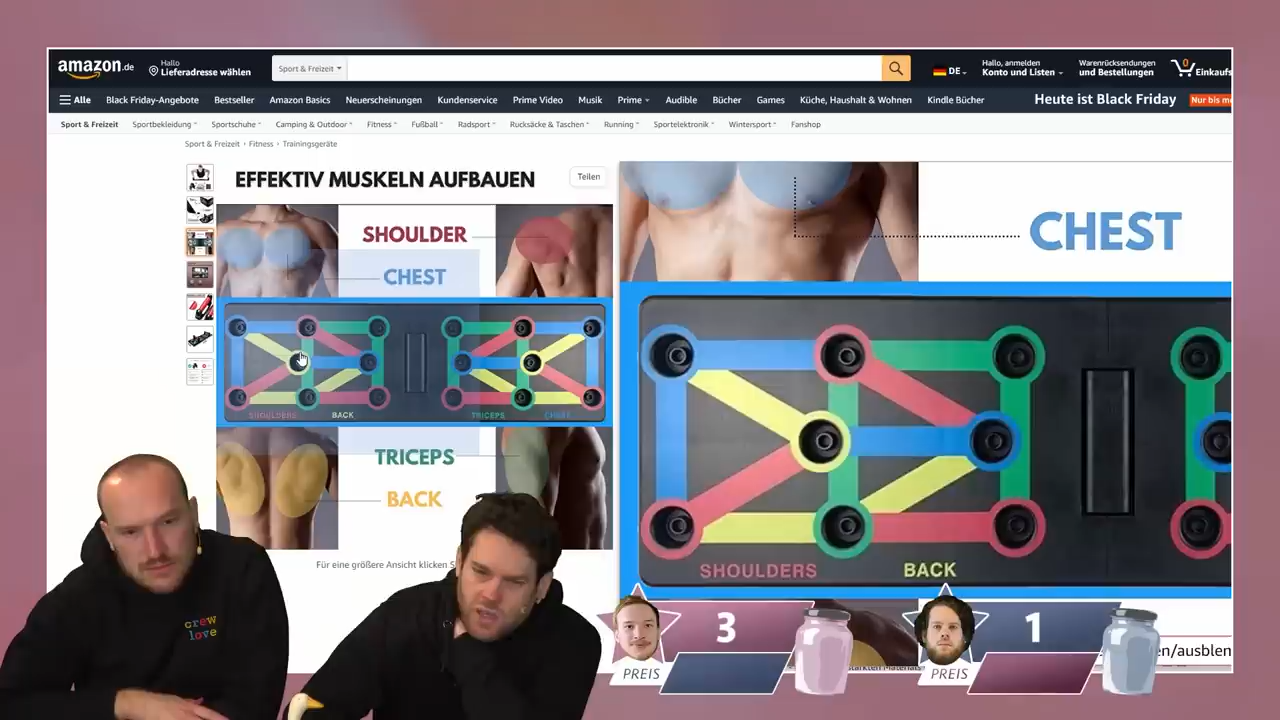 amazon.de
Hallo
Lieferadresse wählen
Sport & Freizeit
DE
Hallo, anmelden
Konto und Listen
Warenrücksendungen
und Bestellungen
0
Einkaufs
Alle
Black Friday-Angebote
Bestseller
Amazon Basics
Neuerscheinungen
Kundenservice
Prime Video
Musik
Prime
Audible
Bücher
Games
Küche, Haushalt & Wohnen
Kindle Bücher
Heute ist Black Friday
Nur bis m
Sport & Freizeit
Sportbekleidung
Sportschuhe
Camping & Outdoor
Fitness
Fußball
Radsport
Rucksäcke & Taschen
Running
Sportelektronik
Wintersport
Fanshop
Sport & Freizeit › Fitness › Trainingsgeräte
EFFEKTIV MUSKELN AUFBAUEN
Teilen
SHOULDER
CHEST
SHOULDERS
BACK
TRICEPS
CHEST
TRICEPS
BACK
Für eine größere Ansicht klicken S
CHEST
SHOULDERS
BACK
crew
love
3
PREIS
1
PREIS
en/ausblen